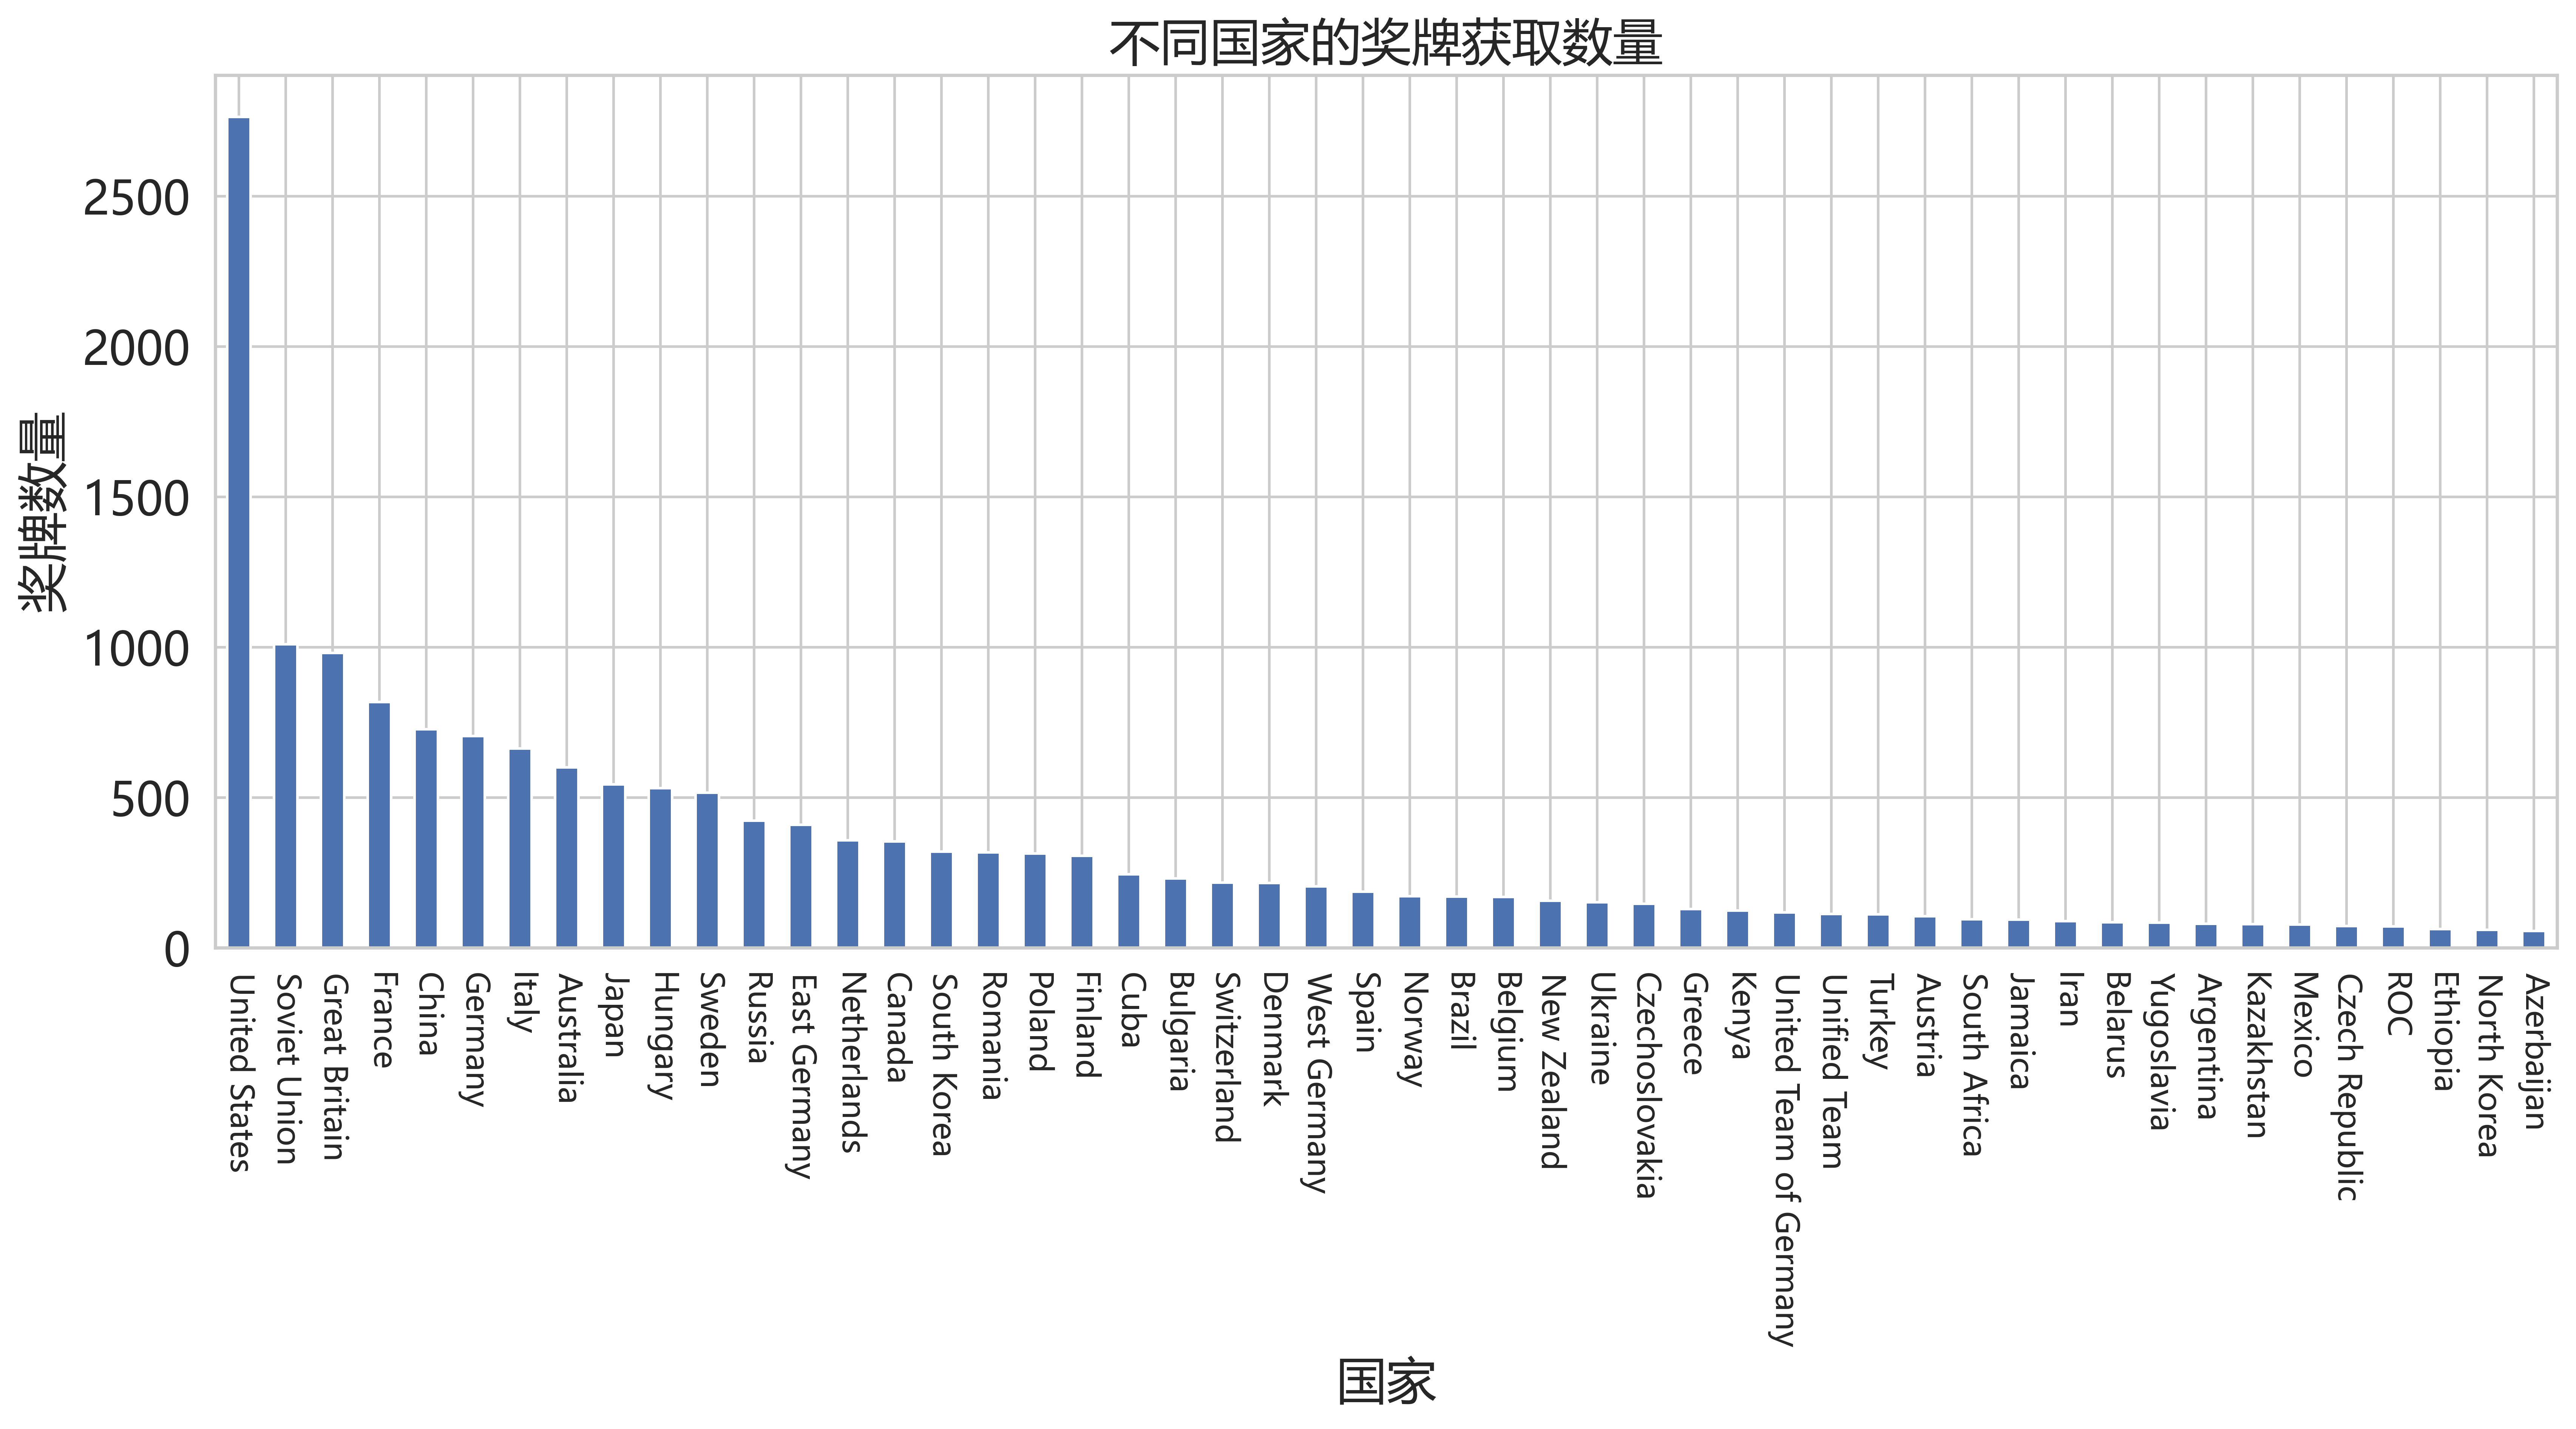 不同国家的奖牌获取数量
奖牌数量
2500
2000
1500
1000
500
0
United States
Soviet Union
Great Britain
France
China
Germany
Italy
Australia
Japan
Hungary
Sweden
Russia
East Germany
Netherlands
Canada
South Korea
Romania
Poland
Finland
Cuba
Bulgaria
Switzerland
Denmark
West Germany
Spain
Norway
Brazil
Belgium
New Zealand
Ukraine
Czechoslovakia
Greece
Kenya
United Team of Germany
Unified Team
Turkey
Austria
South Africa
Jamaica
Iran
Belarus
Yugoslavia
Argentina
Kazakhstan
Mexico
Czech Republic
ROC
Ethiopia
North Korea
Azerbaijan
国家